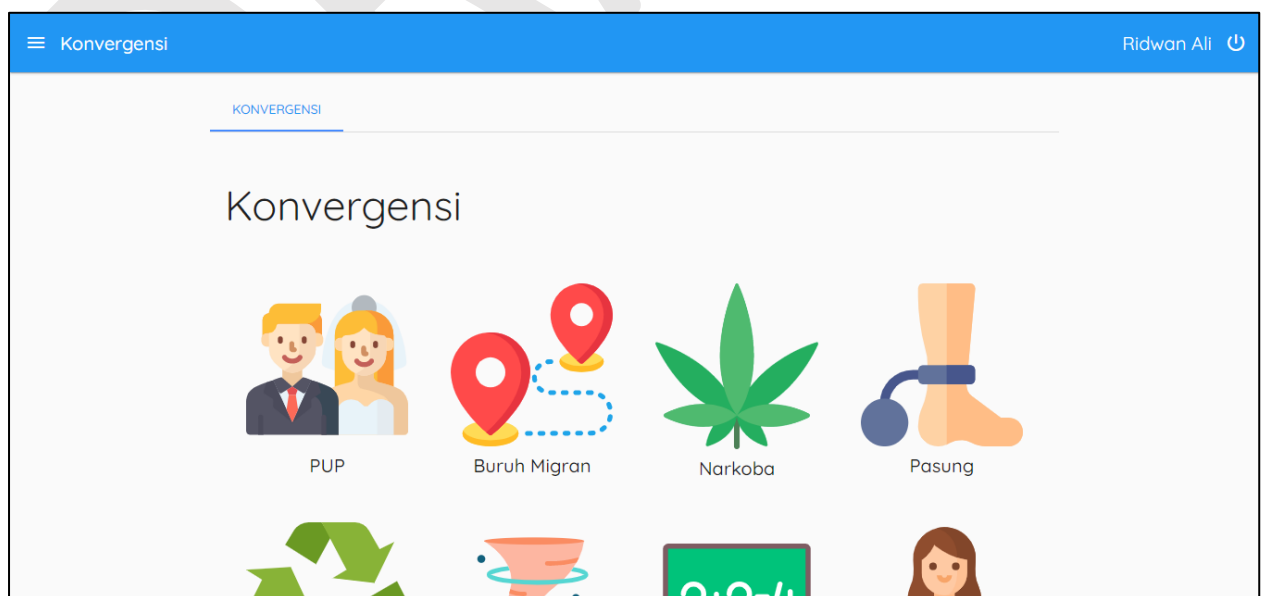 Konvergensi
Ridwan Ali
KONVERGENSI
Konvergensi
PUP
Buruh Migran
Narkoba
Pasung